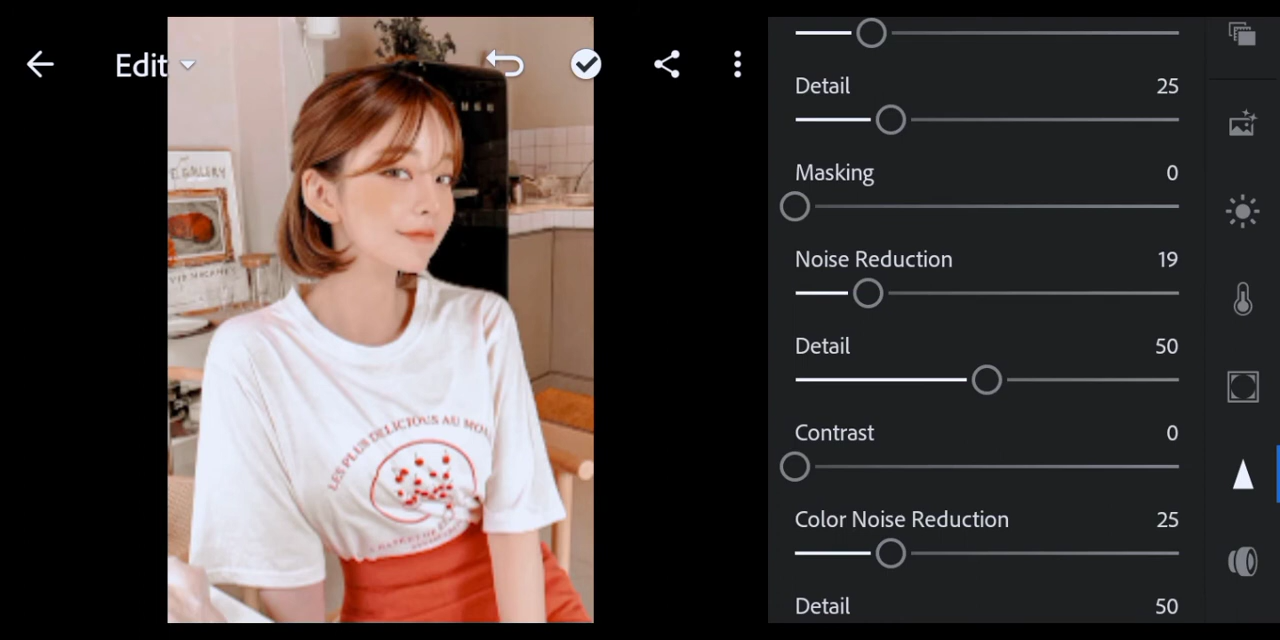 Edit
Detail 25
Masking 0
Noise Reduction 19
Detail 50
Contrast 0
Color Noise Reduction 25
Detail 50
GALLERY
LES PLUS DELICIOUS AU